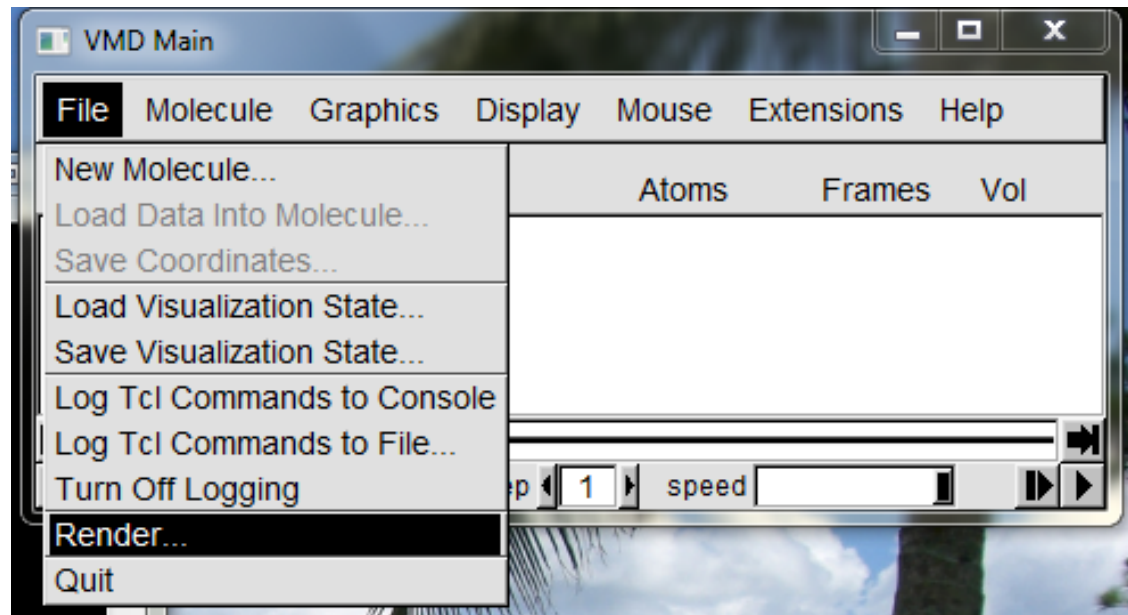 VMD Main
File Molecule Graphics Display Mouse Extensions Help
Atoms Frames Vol
New Molecule...
Load Data Into Molecule...
Save Coordinates...
Load Visualization State...
Save Visualization State...
Log Tcl Commands to Console
Log Tcl Commands to File...
Turn Off Logging
1 speed
Render...
Quit